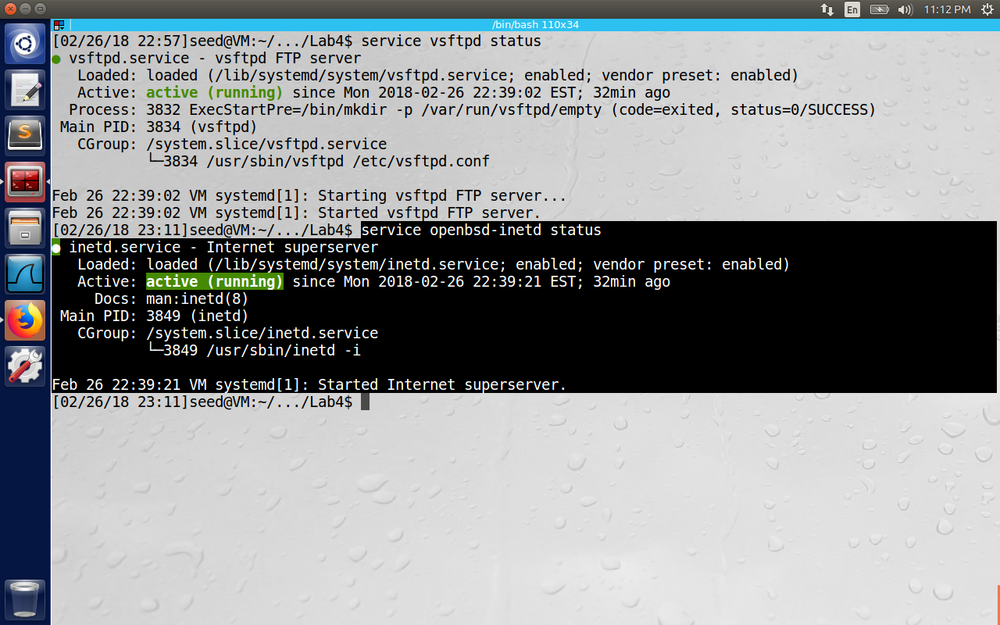 En 11:12 PM
/bin/bash 110x34
[02/26/18 22:57]seed@VM:~/.../Lab4$ service vsftpd status
● vsftpd.service - vsftpd FTP server
   Loaded: loaded (/lib/systemd/system/vsftpd.service; enabled; vendor preset: enabled)
   Active: active (running) since Mon 2018-02-26 22:39:02 EST; 32min ago
  Process: 3832 ExecStartPre=/bin/mkdir -p /var/run/vsftpd/empty (code=exited, status=0/SUCCESS)
 Main PID: 3834 (vsftpd)
   CGroup: /system.slice/vsftpd.service
           └─3834 /usr/sbin/vsftpd /etc/vsftpd.conf
Feb 26 22:39:02 VM systemd[1]: Starting vsftpd FTP server...
Feb 26 22:39:02 VM systemd[1]: Started vsftpd FTP server.
[02/26/18 23:11]seed@VM:~/.../Lab4$ service openbsd-inetd status
● inetd.service - Internet superserver
   Loaded: loaded (/lib/systemd/system/inetd.service; enabled; vendor preset: enabled)
   Active: active (running) since Mon 2018-02-26 22:39:21 EST; 32min ago
     Docs: man:inetd(8)
 Main PID: 3849 (inetd)
   CGroup: /system.slice/inetd.service
           └─3849 /usr/sbin/inetd -i
Feb 26 22:39:21 VM systemd[1]: Started Internet superserver.
[02/26/18 23:11]seed@VM:~/.../Lab4$